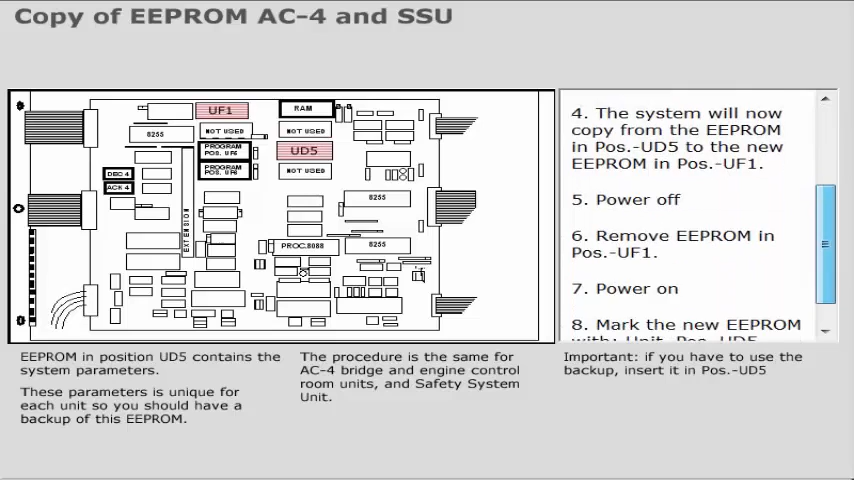 Copy of EEPROM AC-4 and SSU
UF1
RAM
8255
NOT USED
NOT USED
PROGRAM
POS. UF5
UD5
PROGRAM
POS. UF6
NOT USED
DEC 4
ACK 4
8255
EXTENSION
PROC.8088
8255
4. The system will now
copy from the EEPROM
in Pos.-UD5 to the new
EEPROM in Pos.-UF1.
5. Power off
6. Remove EEPROM in
Pos.-UF1.
7. Power on
8. Mark the new EEPROM
with: Unit, Pos. UD5
EEPROM in position UD5 contains the
system parameters.
These parameters is unique for
each unit so you should have a
backup of this EEPROM.
The procedure is the same for
AC-4 bridge and engine control
room units, and Safety System
Unit.
Important: if you have to use the
backup, insert it in Pos.-UD5